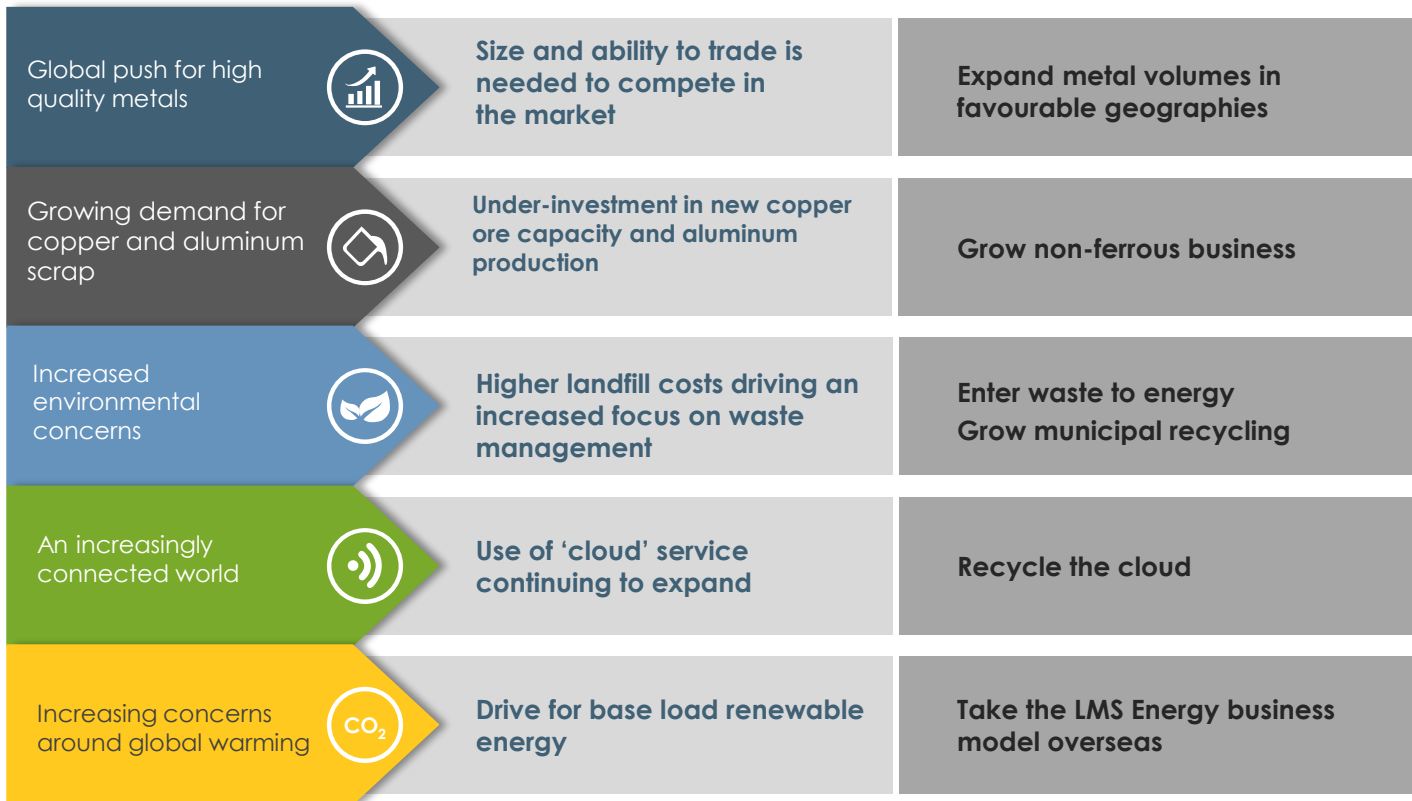 Global push for high
quality metals
Size and ability to trade is
needed to compete in
the market
Expand metal volumes in
favourable geographies
Growing demand for
copper and aluminum
scrap
Under-investment in new copper
ore capacity and aluminum
production
Grow non-ferrous business
Increased
environmental
concerns
Higher landfill costs driving an
increased focus on waste
management
Enter waste to energy
Grow municipal recycling
An increasingly
connected world
Use of ‘cloud’ service
continuing to expand
Recycle the cloud
Increasing concerns
around global warming
CO₂
Drive for base load renewable
energy
Take the LMS Energy business
model overseas